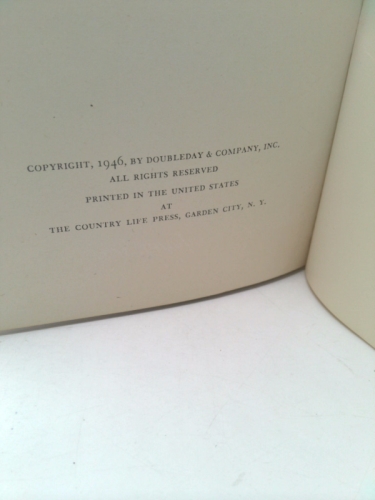 COPYRIGHT, 1946, BY DOUBLEDAY & COMPANY, INC.
ALL RIGHTS RESERVED
PRINTED IN THE UNITED STATES
AT
THE COUNTRY LIFE PRESS, GARDEN CITY, N. Y.